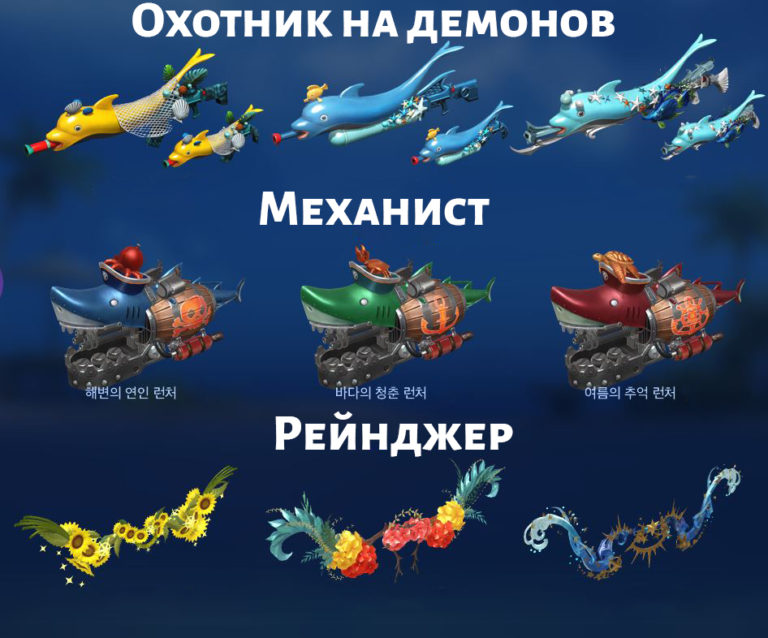 Охотник на демонов
Механист
해변의 연인 런처
바다의 청춘 런처
여름의 추억 런처
Рейнджер